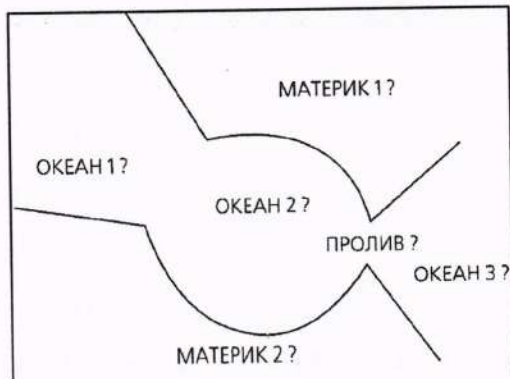 МАТЕРИК 1?
ОКЕАН 1?
ОКЕАН 2?
ПРОЛИВ ?
ОКЕАН 3 ?
МАТЕРИК 2?